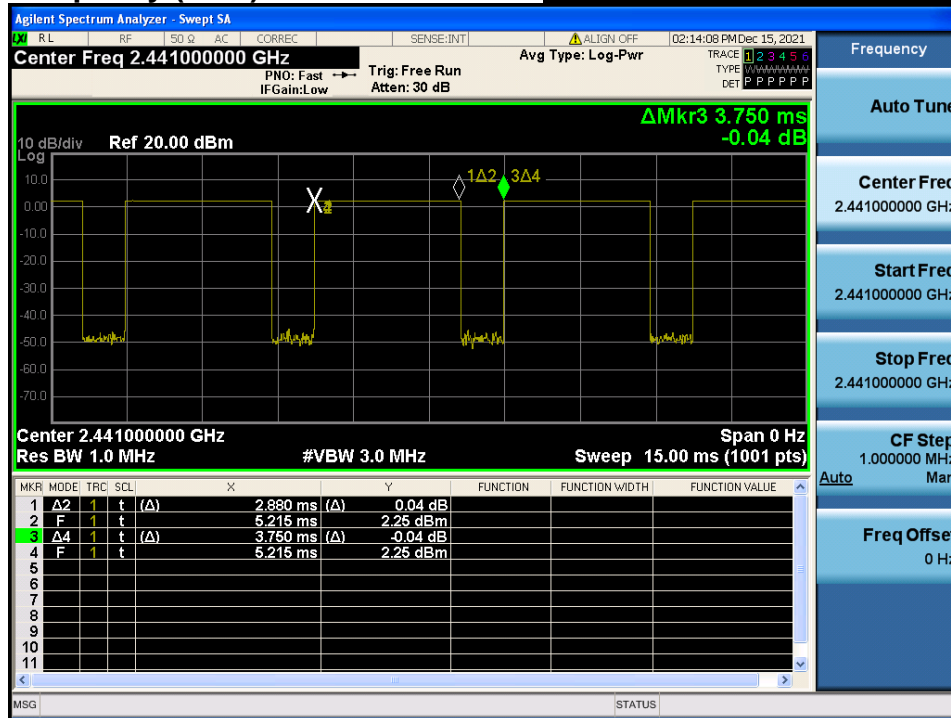 Agilent Spectrum Analyzer - Swept SA
LXI RL RF 50 Ω AC CORREC SENSE:INT ALIGN OFF 02:14:08 PM Dec 15, 2021
Center Freq 2.441000000 GHz
PNO: Fast
IFGain:Low
Trig: Free Run
Atten: 30 dB
Avg Type: Log-Pwr
TRACE 1 2 3 4 5 6
TYPE
DET P P P P P P
ΔMkr3 3.750 ms
-0.04 dB
10 dB/div Ref 20.00 dBm
Log
10.0
0.00
-10.0
-20.0
-30.0
-40.0
-50.0
-60.0
-70.0
X
1Δ2 3Δ4
Center 2.441000000 GHz Span 0 Hz
Res BW 1.0 MHz #VBW 3.0 MHz Sweep 15.00 ms (1001 pts)
MKR MODE TRC SCL X Y FUNCTION FUNCTION WIDTH FUNCTION VALUE
1 Δ2 1 t (Δ) 2.880 ms (Δ) 0.04 dB
2 F 1 t 5.215 ms 2.25 dBm
3 Δ4 1 t (Δ) 3.750 ms (Δ) -0.04 dB
4 F 1 t 5.215 ms 2.25 dBm
5
6
7
8
9
10
11
MSG STATUS
Frequency
Auto Tune
Center Freq
2.441000000 GHz
Start Freq
2.441000000 GHz
Stop Freq
2.441000000 GHz
CF Step
1.000000 MHz
Auto Man
Freq Offset
0 Hz